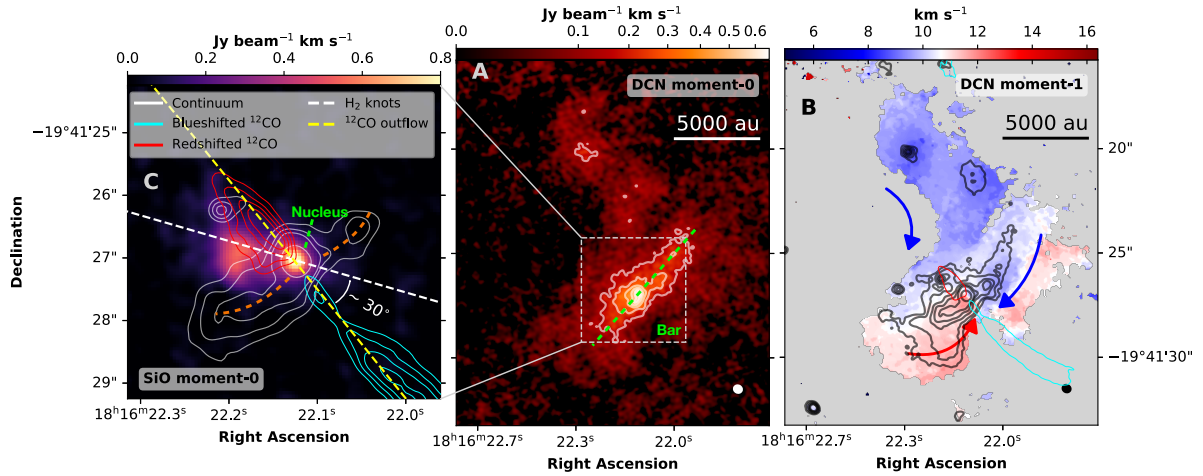 Jy beam⁻¹ km s⁻¹
0.0 0.2 0.4 0.6 0.8
Continuum
Blueshifted ¹²CO
Redshifted ¹²CO
H₂ knots
¹²CO outflow
C
Nucleus
~ 30°
SiO moment-0
−19°41'25"
26"
27"
28"
29"
Declination
18ʰ16ᵐ22.3ˢ 22.2ˢ 22.1ˢ 22.0ˢ
Right Ascension
Jy beam⁻¹ km s⁻¹
0.0 0.1 0.2 0.3 0.4 0.5 0.6
A
DCN moment-0
5000 au
Bar
18ʰ16ᵐ22.7ˢ 22.3ˢ 22.0ˢ
Right Ascension
km s⁻¹
6 8 10 12 14 16
DCN moment-1
B
5000 au
20"
25"
−19°41'30"
18ʰ16ᵐ22.7ˢ 22.3ˢ 22.0ˢ
Right Ascension